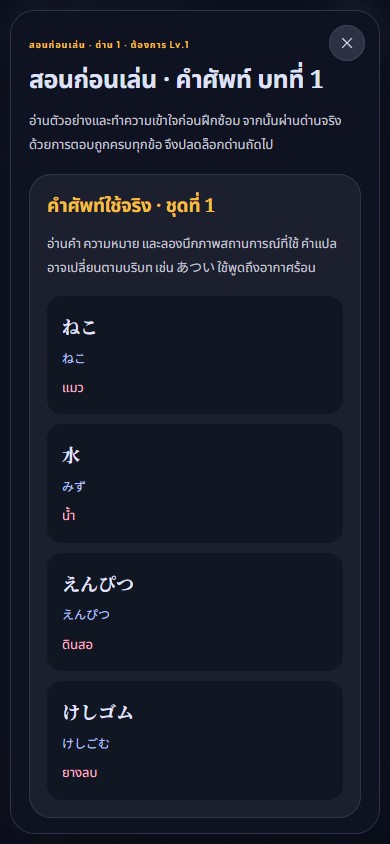 สอนก่อนเล่น · ด่าน 1 · ต้องการ Lv.1
สอนก่อนเล่น · คำศัพท์ บทที่ 1
อ่านตัวอย่างและทำความเข้าใจก่อนฝึกซ้อม จากนั้นผ่านด่านจริง
ด้วยการตอบถูกครบทุกข้อ จึงปลดล็อกด่านถัดไป
คำศัพท์ใช้จริง · ชุดที่ 1
อ่านคำ ความหมาย และลองนึกภาพสถานการณ์ที่ใช้ คำแปล
อาจเปลี่ยนตามบริบท เช่น あつい ใช้พูดถึงอากาศร้อน
ねこ
ねこ
แมว
水
みず
น้ำ
えんぴつ
えんぴつ
ดินสอ
けしゴム
けしごむ
ยางลบ